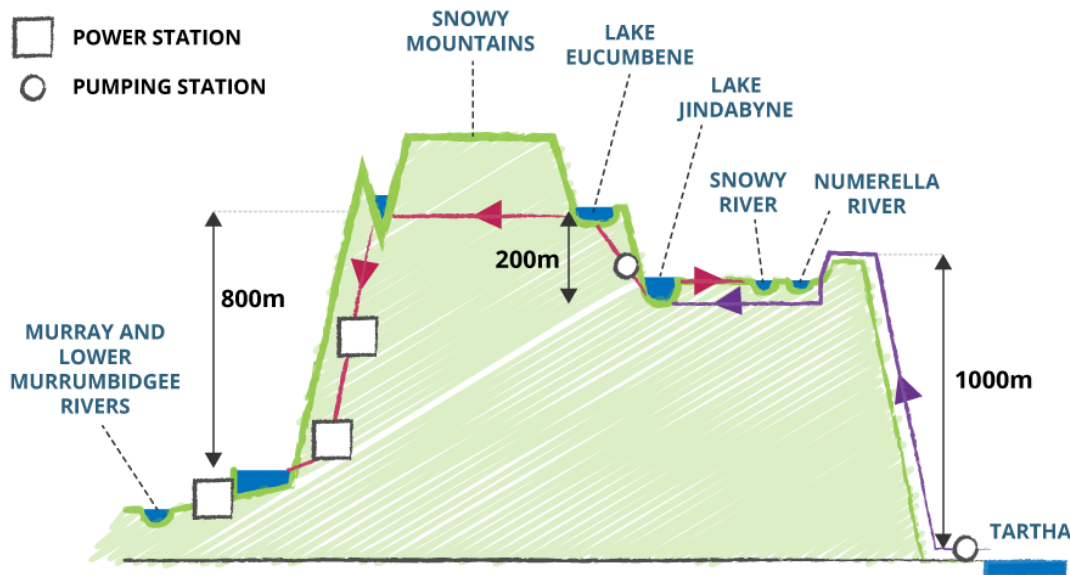 POWER STATION
PUMPING STATION
SNOWY
MOUNTAINS
LAKE
EUCUMBENE
LAKE
JINDABYNE
SNOWY
RIVER
NUMERELLA
RIVER
800m
200m
1000m
MURRAY AND
LOWER
MURRUMBIDGEE
RIVERS
TARTHA